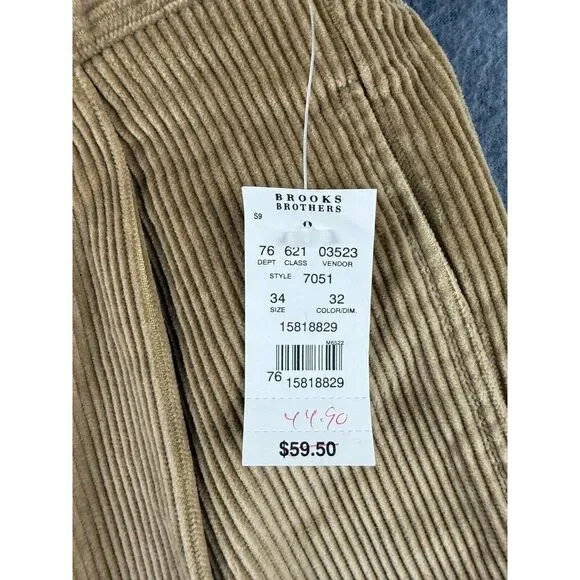 BROOKS
BROTHERS
S9
76 621 03523
DEPT CLASS VENDOR
STYLE 7051
34 32
SIZE COLOR/DIM.
15818829
M6522
76 15818829
44.90
$59.50